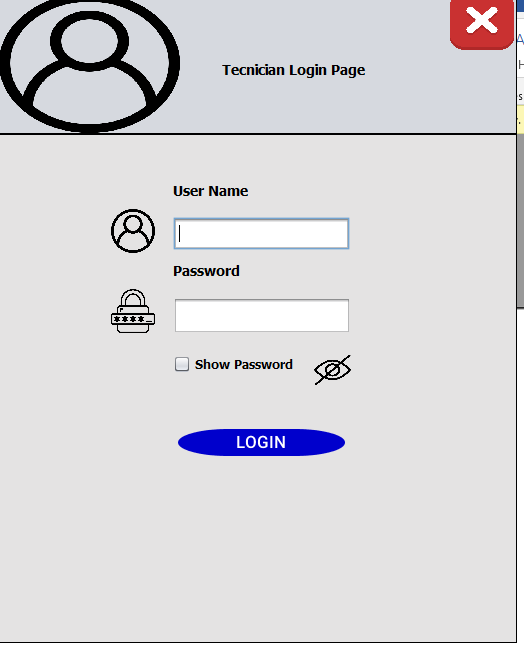 Tecnician Login Page
User Name
Password
****_
Show Password
LOGIN